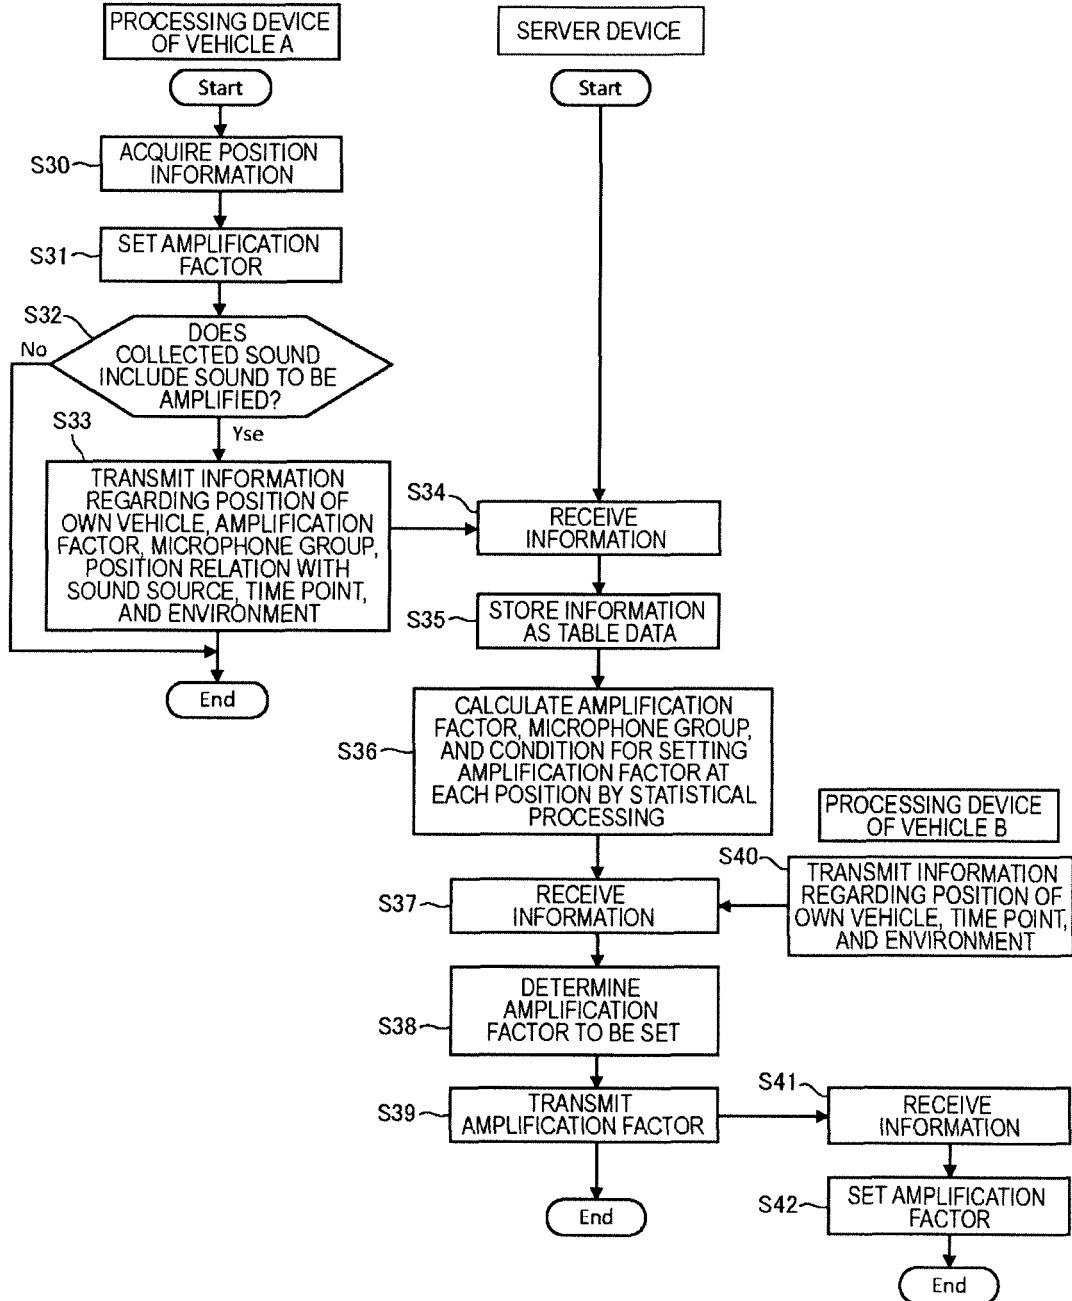 PROCESSING DEVICE
OF VEHICLE A
Start
S30
ACQUIRE POSITION
INFORMATION
S31
SET AMPLIFICATION
FACTOR
S32
DOES
COLLECTED SOUND
INCLUDE SOUND TO BE
AMPLIFIED?
No
Yse
S33
TRANSMIT INFORMATION
REGARDING POSITION OF
OWN VEHICLE, AMPLIFICATION
FACTOR, MICROPHONE GROUP,
POSITION RELATION WITH
SOUND SOURCE, TIME POINT,
AND ENVIRONMENT
End
SERVER DEVICE
Start
S34
RECEIVE
INFORMATION
S35
STORE INFORMATION
AS TABLE DATA
S36
CALCULATE AMPLIFICATION
FACTOR, MICROPHONE GROUP,
AND CONDITION FOR SETTING
AMPLIFICATION FACTOR AT
EACH POSITION BY STATISTICAL
PROCESSING
S37
RECEIVE
INFORMATION
S38
DETERMINE
AMPLIFICATION
FACTOR TO BE SET
S39
TRANSMIT
AMPLIFICATION FACTOR
End
PROCESSING DEVICE
OF VEHICLE B
S40
TRANSMIT INFORMATION
REGARDING POSITION OF
OWN VEHICLE, TIME POINT,
AND ENVIRONMENT
S41
RECEIVE
INFORMATION
S42
SET AMPLIFICATION
FACTOR
End